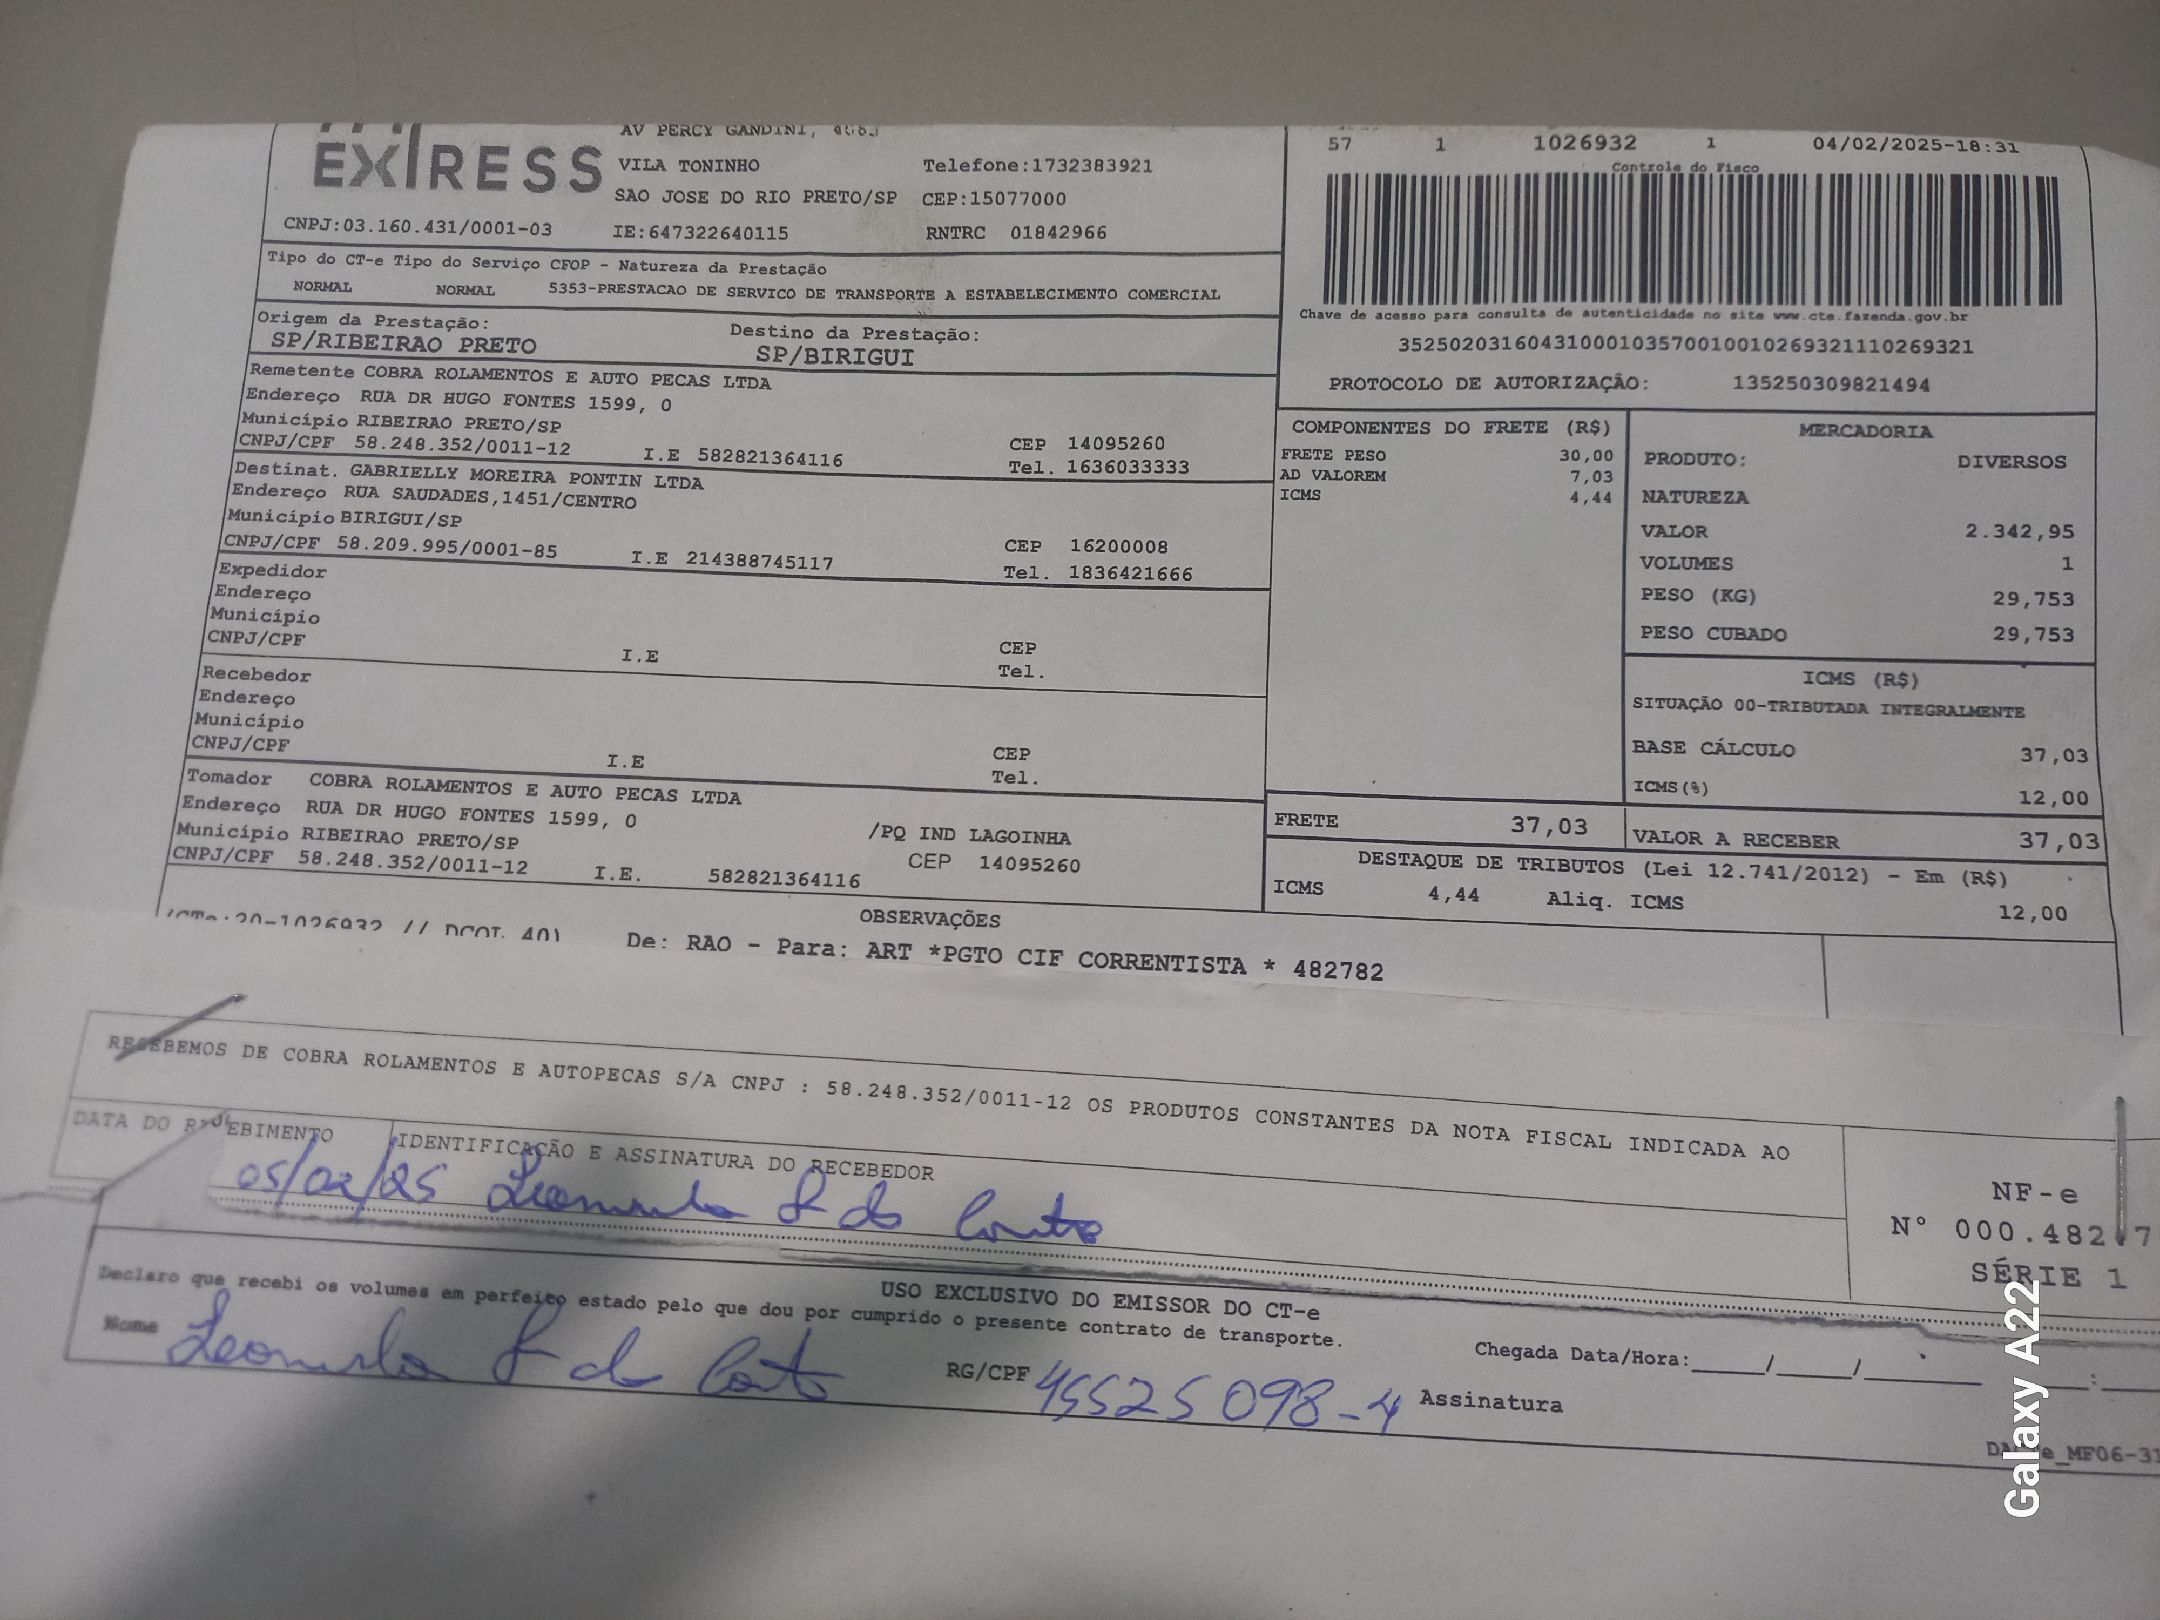 EXPRESS
AV PERCY GANDINI,
VILA TONINHO Telefone:1732383921
SAO JOSE DO RIO PRETO/SP CEP:15077000
CNPJ:03.160.431/0001-03 IE:647322640115 RNTRC 01842966
57 1 1026932 1 04/02/2025-18:31
Controle do Fisco
Chave de acesso para consulta de autenticidade no site www.cte.fazenda.gov.br
35250203160431000103570010010269321110269321
PROTOCOLO DE AUTORIZAÇÃO: 135250309821494
Tipo do CT-e Tipo do Serviço CFOP - Natureza da Prestação
NORMAL NORMAL 5353-PRESTACAO DE SERVICO DE TRANSPORTE A ESTABELECIMENTO COMERCIAL
Origem da Prestação: Destino da Prestação:
SP/RIBEIRAO PRETO SP/BIRIGUI
Remetente COBRA ROLAMENTOS E AUTO PECAS LTDA
Endereço RUA DR HUGO FONTES 1599, 0
Município RIBEIRAO PRETO/SP CEP 14095260
CNPJ/CPF 58.248.352/0011-12 I.E 582821364116 Tel. 1636033333
Destinat. GABRIELLY MOREIRA PONTIN LTDA
Endereço RUA SAUDADES,1451/CENTRO
Município BIRIGUI/SP CEP 16200008
CNPJ/CPF 58.209.995/0001-85 I.E 214388745117 Tel. 1836421666
Expedidor
Endereço
Município CEP
CNPJ/CPF I.E Tel.
Recebedor
Endereço
Município CEP
CNPJ/CPF I.E Tel.
Tomador COBRA ROLAMENTOS E AUTO PECAS LTDA
Endereço RUA DR HUGO FONTES 1599, 0 /PQ IND LAGOINHA
Município RIBEIRAO PRETO/SP CEP 14095260
CNPJ/CPF 58.248.352/0011-12 I.E. 582821364116
COMPONENTES DO FRETE (R$)
FRETE PESO 30,00
AD VALOREM 7,03
ICMS 4,44
MERCADORIA
PRODUTO: DIVERSOS
NATUREZA
VALOR 2.342,95
VOLUMES 1
PESO (KG) 29,753
PESO CUBADO 29,753
ICMS (R$)
SITUAÇÃO 00-TRIBUTADA INTEGRALMENTE
BASE CÁLCULO 37,03
ICMS(%) 12,00
FRETE 37,03 VALOR A RECEBER 37,03
DESTAQUE DE TRIBUTOS (Lei 12.741/2012) - Em (R$)
ICMS 4,44 Aliq. ICMS 12,00
OBSERVAÇÕES
De: RAO - Para: ART *PGTO CIF CORRENTISTA * 482782
RECEBEMOS DE COBRA ROLAMENTOS E AUTOPECAS S/A CNPJ : 58.248.352/0011-12 OS PRODUTOS CONSTANTES DA NOTA FISCAL INDICADA AO
DATA DO RECEBIMENTO IDENTIFICAÇÃO E ASSINATURA DO RECEBEDOR
05/02/25
NF-e
Nº 000.482
SÉRIE 1
USO EXCLUSIVO DO EMISSOR DO CT-e
Declaro que recebi os volumes em perfeito estado pelo que dou por cumprido o presente contrato de transporte.
Nome RG/CPF 45525098-4 Assinatura
Chegada Data/Hora:_____/_____/_______ ____:____
Galaxy A22